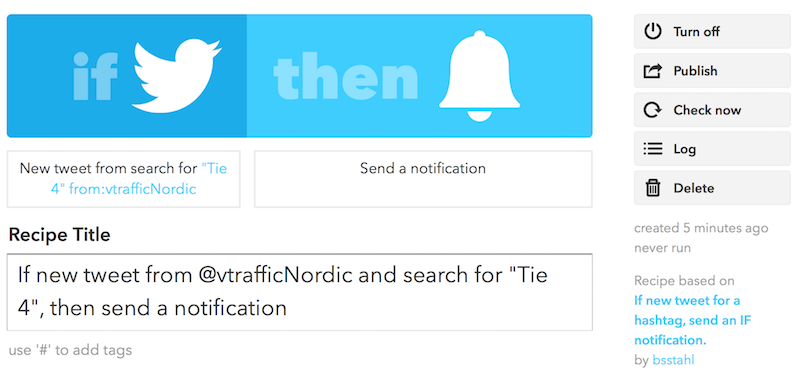 if then
New tweet from search for "Tie
4" from:vtrafficNordic
Send a notification
Recipe Title
If new tweet from @vtrafficNordic and search for "Tie
4", then send a notification
use '#' to add tags
Turn off
Publish
Check now
Log
Delete
created 5 minutes ago
never run
Recipe based on
If new tweet for a
hashtag, send an IF
notification.
by bsstahl